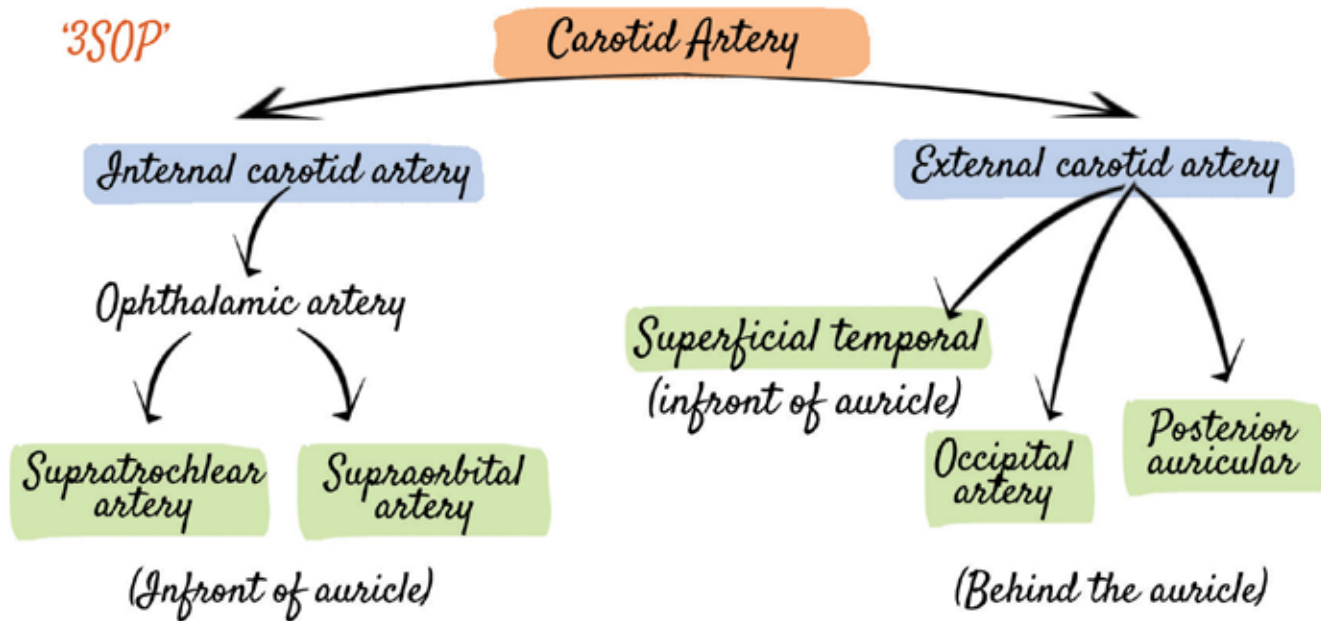 '3SOP'
Carotid Artery
Internal carotid artery
External carotid artery
Ophthalamic artery
Superficial temporal
(infront of auricle)
Supratrochlear
artery
Supraorbital
artery
Occipital
artery
Posterior
auricular
(Infront of auricle)
(Behind the auricle)